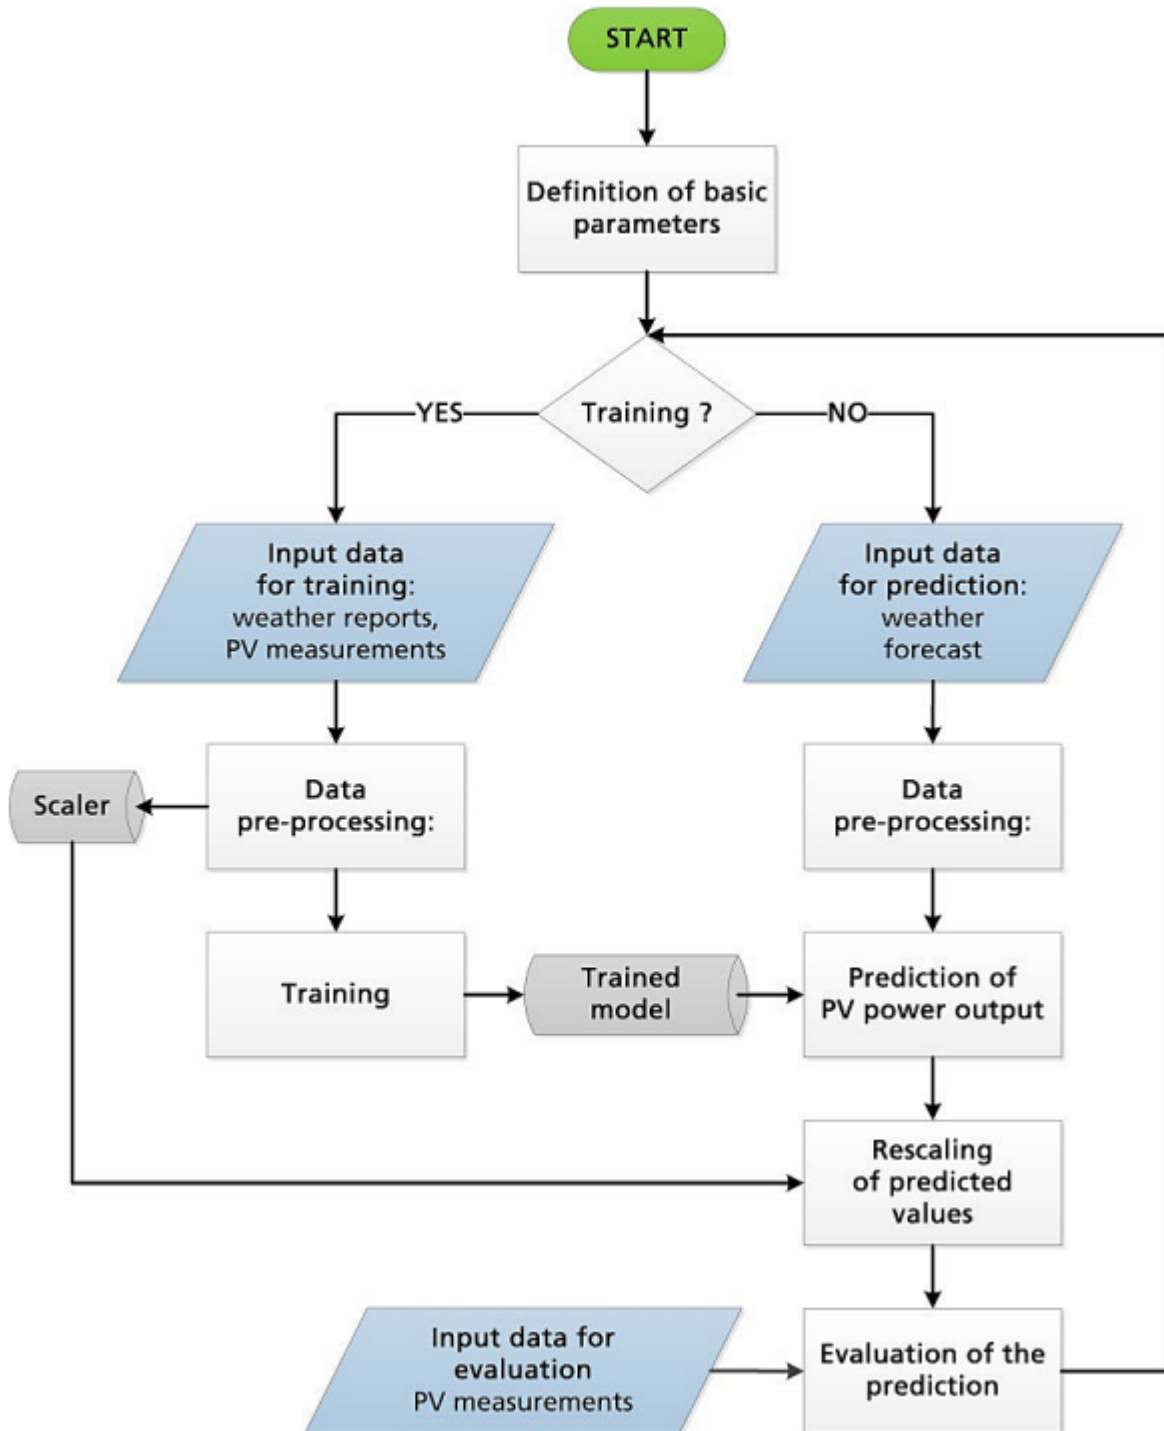 START
Definition of basic
parameters
Training ?
YES
NO
Input data
for training:
weather reports,
PV measurements
Input data
for prediction:
weather
forecast
Scaler
Data
pre-processing:
Data
pre-processing:
Training
Trained
model
Prediction of
PV power output
Rescaling
of predicted
values
Input data for
evaluation
PV measurements
Evaluation of the
prediction